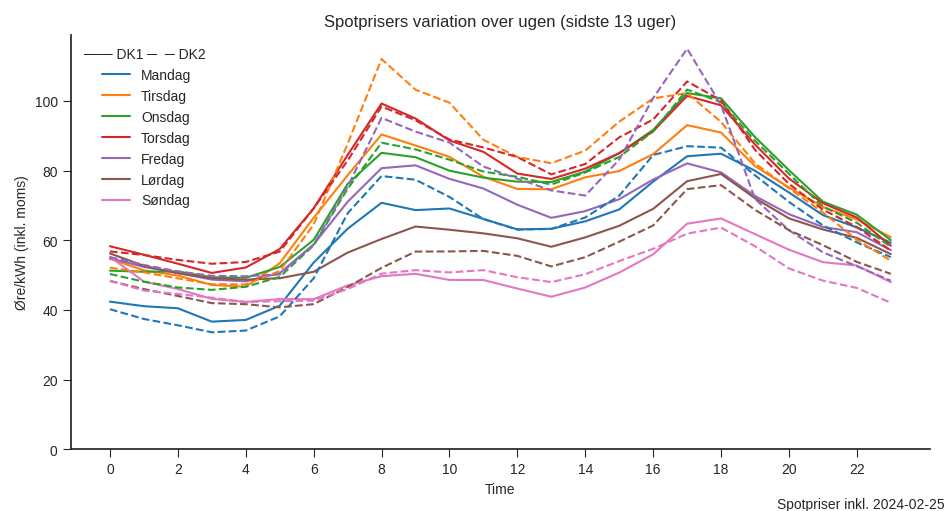 Spotprisers variation over ugen (sidste 13 uger)
DK1 DK2
Mandag
Tirsdag
Onsdag
Torsdag
Fredag
Lørdag
Søndag
Øre/kWh (inkl. moms)
100
80
60
40
20
0
0 2 4 6 8 10 12 14 16 18 20 22
Time
Spotpriser inkl. 2024-02-25